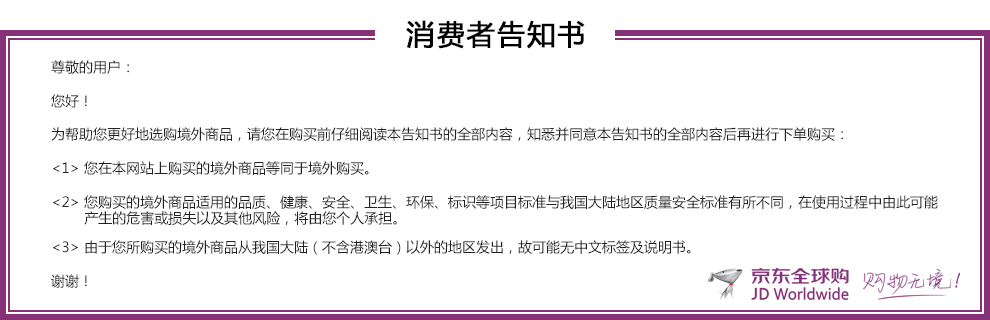 消费者告知书
尊敬的用户：
您好！
为帮助您更好地选购境外商品，请您在购买前仔细阅读本告知书的全部内容，知悉并同意本告知书的全部内容后再进行下单购买：
<1> 您在本网站上购买的境外商品等同于境外购买。
<2> 您购买的境外商品适用的品质、健康、安全、卫生、环保、标识等项目标准与我国大陆地区质量安全标准有所不同，在使用过程中由此可能
产生的危害或损失以及其他风险，将由您个人承担。
<3> 由于您所购买的境外商品从我国大陆（不含港澳台）以外的地区发出，故可能无中文标签及说明书。
谢谢！
京东全球购 购物无境！
JD Worldwide